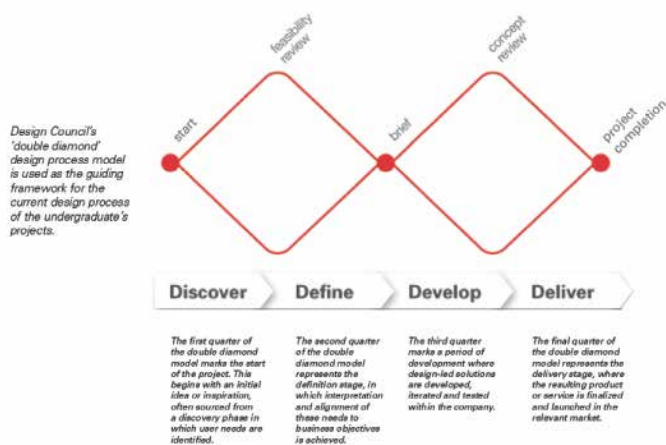 feasibility
review
concept
review
start
brief
project
completion
Design Council's
'double diamond'
design process model
is used as the guiding
framework for the
current design process
of the undergraduate's
projects.
Discover
Define
Develop
Deliver
The first quarter of
the double diamond
model marks the start
of the project. This
begins with an initial
idea or inspiration,
often sourced from
a discovery phase in
which user needs are
identified.
The second quarter
of the double
diamond model
represents the
definition stage, in
which interpretation
and alignment of
these needs to
business objectives
is achieved.
The third quarter
marks a period of
development where
design-led solutions
are developed,
iterated and tested
within the company.
The final quarter of
the double diamond
model represents the
delivery stage, where
the resulting product
or service is finalized
and launched in the
relevant market.